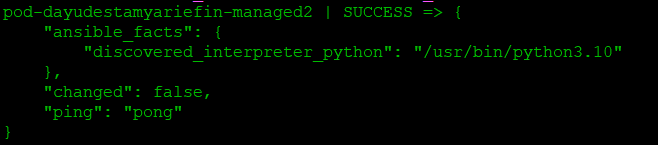 pod-dayudestamyariefin-managed2 | SUCCESS => {
    "ansible_facts": {
        "discovered_interpreter_python": "/usr/bin/python3.10"
    },
    "changed": false,
    "ping": "pong"
}